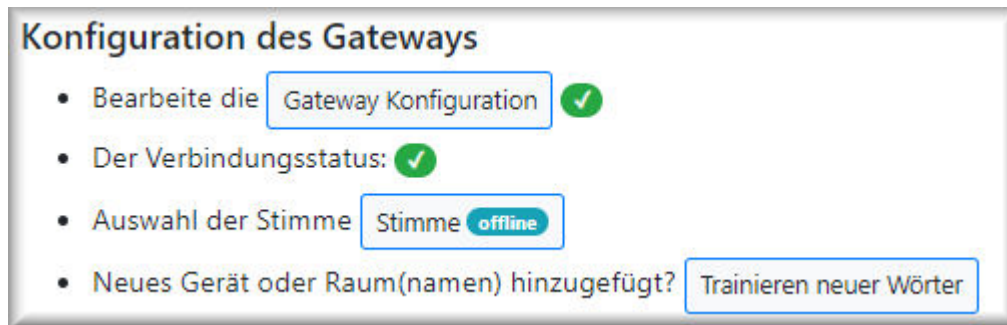 Konfiguration des Gateways
Bearbeite die Gateway Konfiguration
Der Verbindungsstatus:
Auswahl der Stimme Stimme offline
Neues Gerät oder Raum(namen) hinzugefügt? Trainieren neuer Wörter